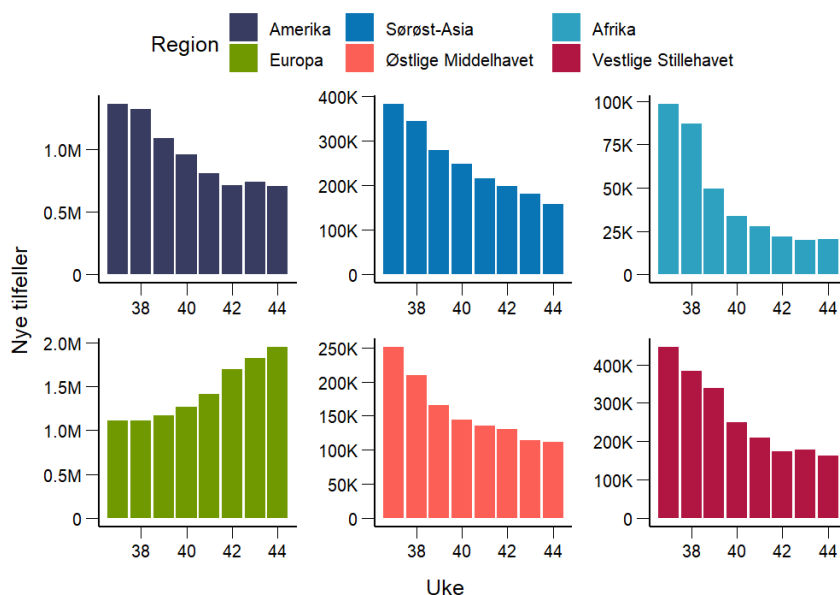 Region
Amerika
Sørøst-Asia
Afrika
Europa
Østlige Middelhavet
Vestlige Stillehavet
Nye tilfeller
1.0M
0.5M
0
38 40 42 44
400K
300K
200K
100K
0
38 40 42 44
100K
75K
50K
25K
0
38 40 42 44
2.0M
1.5M
1.0M
0.5M
0
38 40 42 44
250K
200K
150K
100K
50K
0
38 40 42 44
400K
300K
200K
100K
0
38 40 42 44
Uke